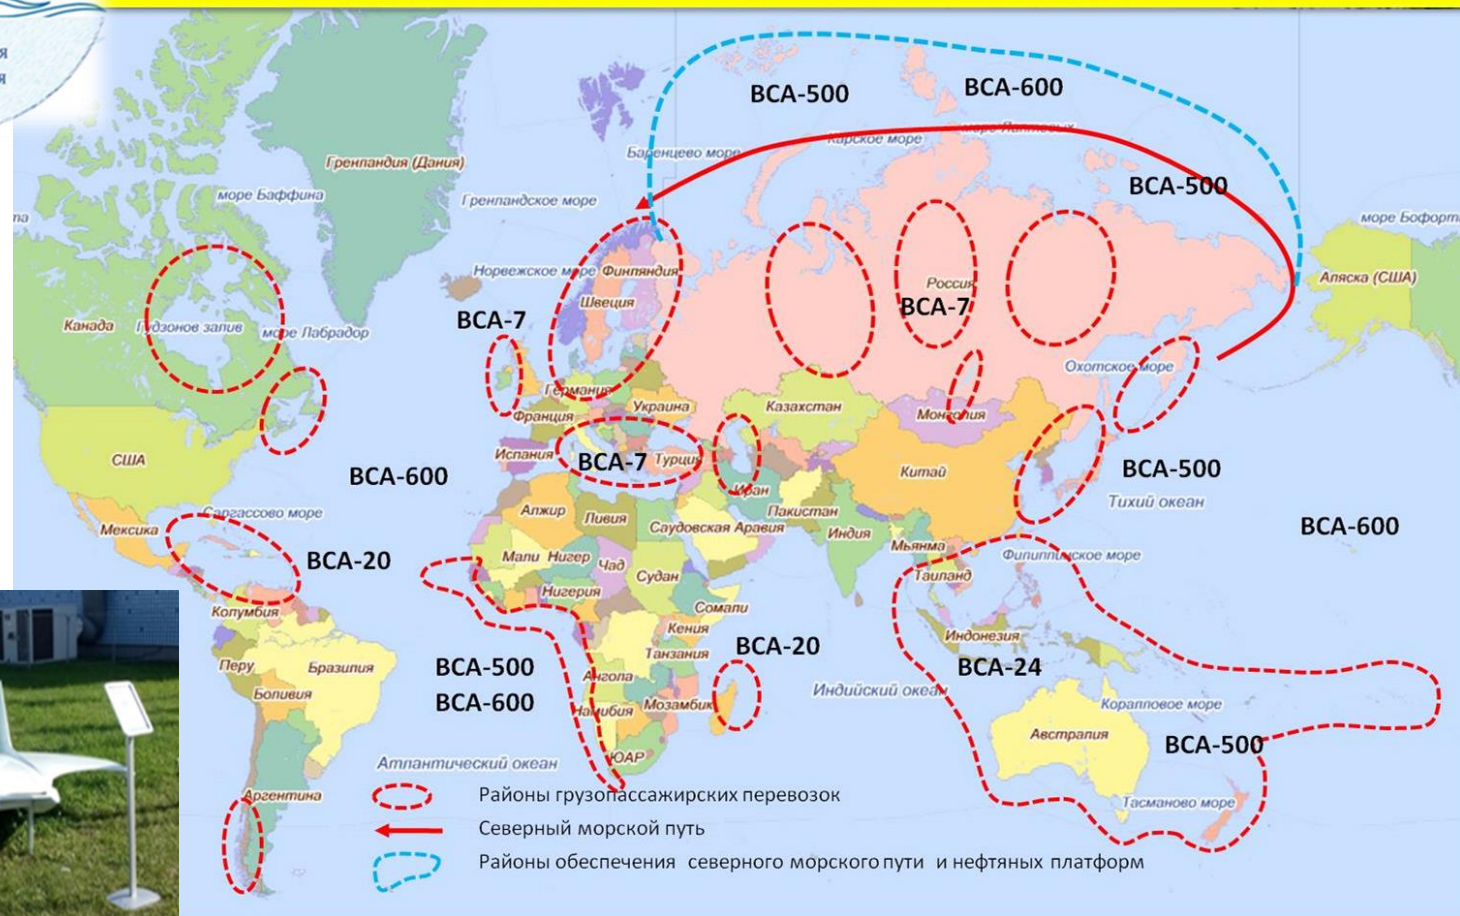 ВСА-500
ВСА-600
Карское море
Баренцево море
Гренландия (Дания)
ВСА-500
море Баффина
Гренландское море
Норвежское море
Финляндия
Россия
Аляска (США)
Швеция
ВСА-7
ВСА-7
Канада
Гудзонов залив
море Лабрадор
Охотское море
Германия
Казахстан
Украина
Монголия
Франция
Испания
ВСА-7
Турция
США
Китай
ВСА-500
ВСА-600
Иран
Тихий океан
Саргассово море
Алжир
Ливия
Саудовская Аравия
Пакистан
Индия
ВСА-600
Мексика
Мьянма
Филиппинское море
ВСА-20
Мали
Нигер
Чад
Судан
Таиланд
Нигерия
Сомали
Колумбия
Кения
Индонезия
Перу
Бразилия
ВСА-500
Танзания
ВСА-20
ВСА-24
Ангола
Индийский океан
Боливия
ВСА-600
Намибия
Мозамбик
Коралловое море
Австралия
ВСА-500
Атлантический океан
ЮАР
Аргентина
Тасманово море
Районы грузопассажирских перевозок
Северный морской путь
Районы обеспечения северного морского пути и нефтяных платформ